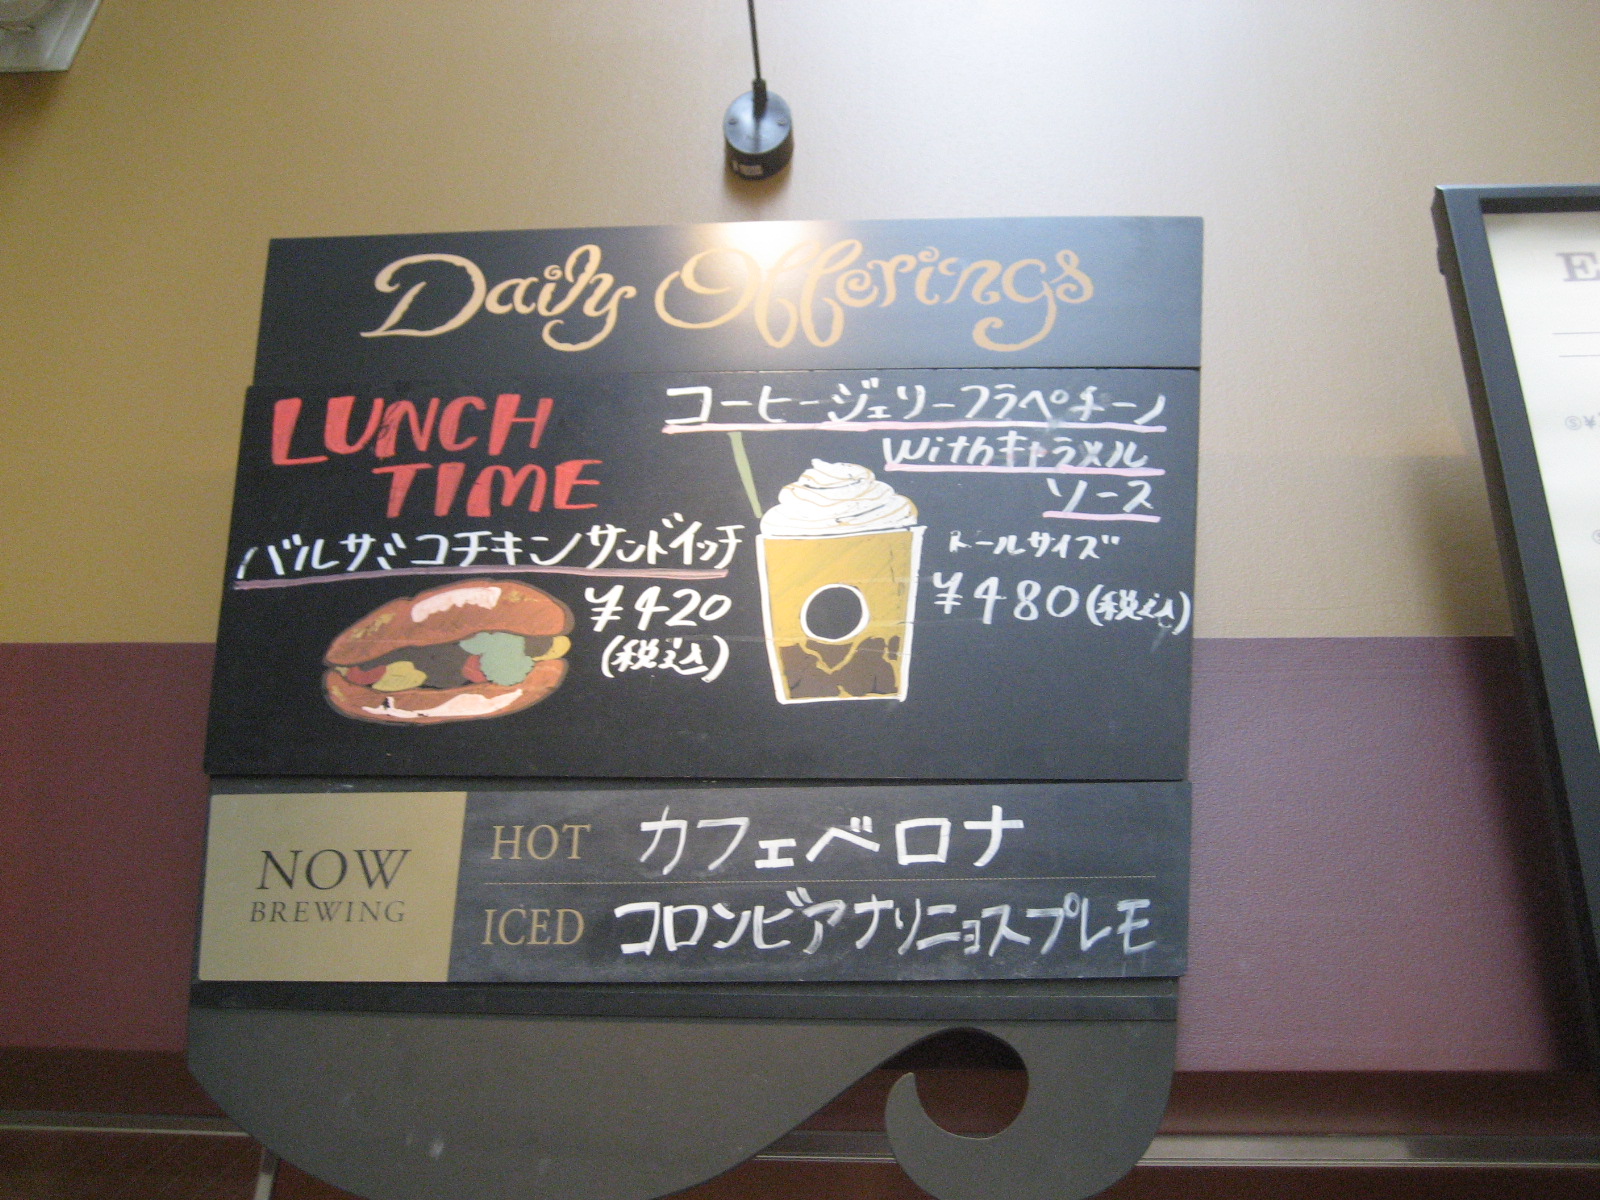 Daily Offerings
LUNCH
TIME
バルサミコチキンサンドイッチ
¥420
(税込)
コーヒージェリーフラペチーノ
withキャラメル
ソース
トールサイズ
¥480(税込)
NOW
BREWING
HOT カフェベロナ
ICED コロンビアナリニョスプレモ
E